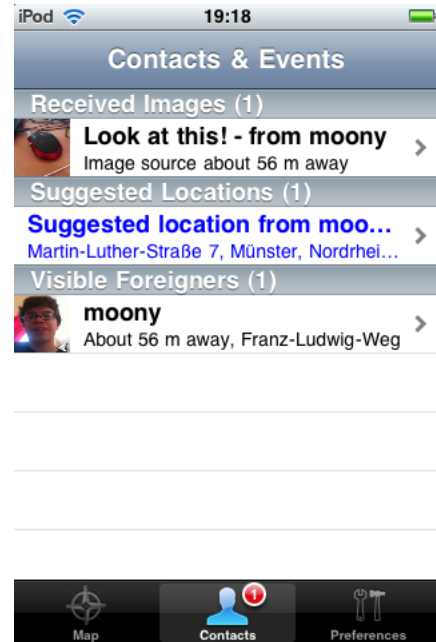 iPod 19:18
Contacts & Events
Received Images (1)
Look at this! - from moony
Image source about 56 m away
Suggested Locations (1)
Suggested location from moo...
Martin-Luther-Straße 7, Münster, Nordrhei...
Visible Foreigners (1)
moony
About 56 m away, Franz-Ludwig-Weg
1
Map Contacts Preferences